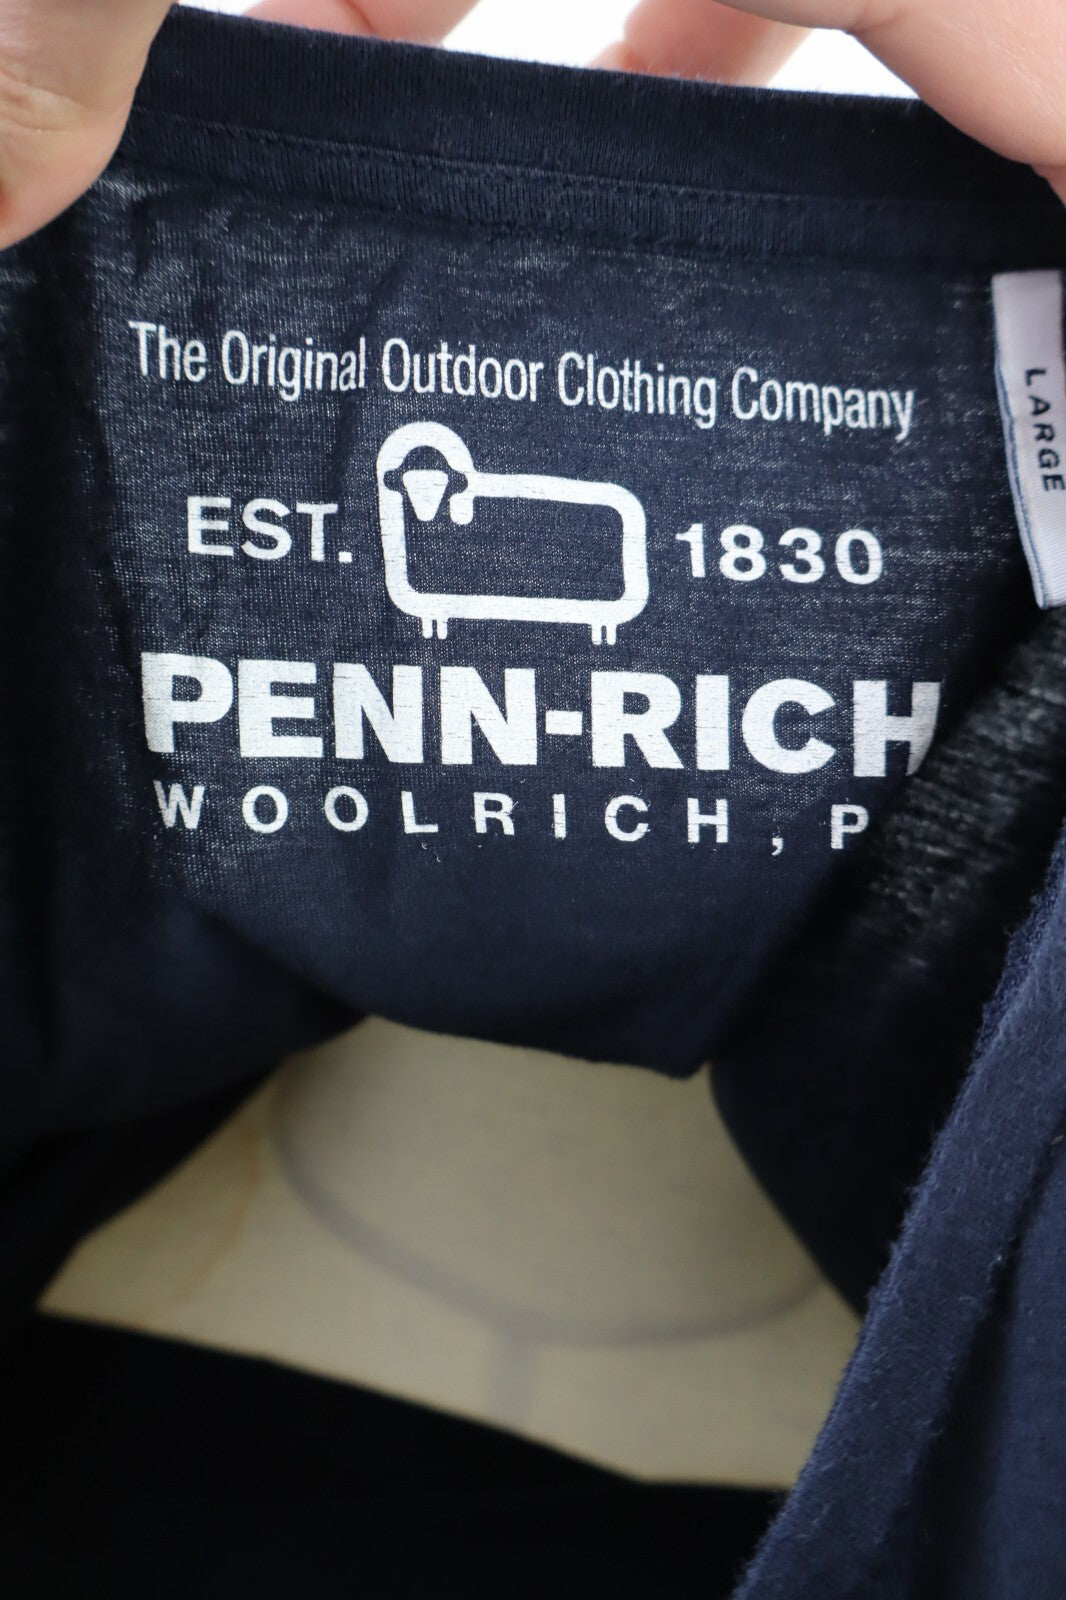 The Original Outdoor Clothing Company
EST. 1830
PENN-RICH
WOOLRICH, P
LARGE